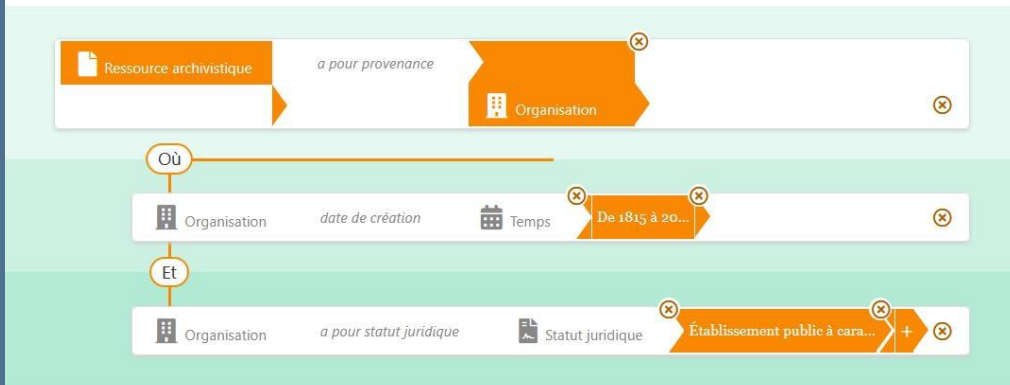 Ressource archivistique a pour provenance
Organisation
Où
Organisation date de création Temps De 1815 à 20...
Et
Organisation a pour statut juridique Statut juridique Établissement public à cara... +